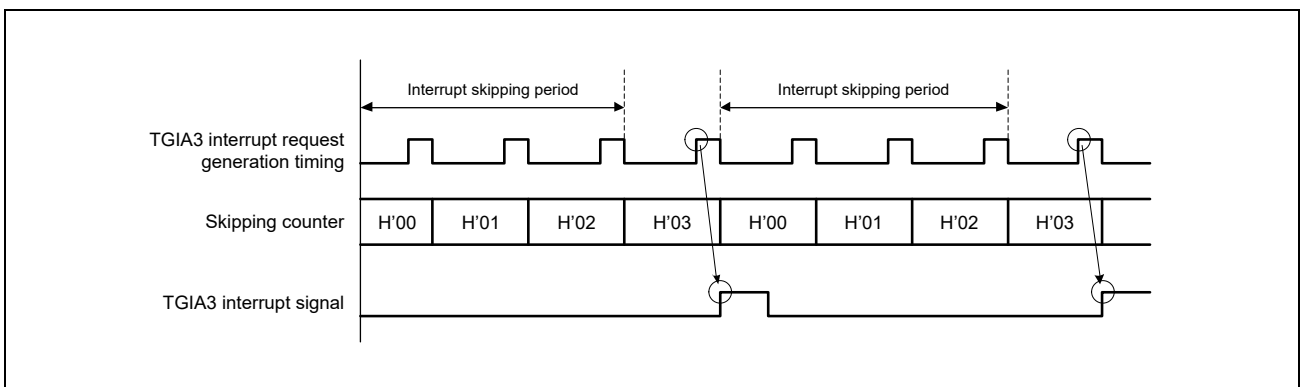 Interrupt skipping period Interrupt skipping period
TGIA3 interrupt request
generation timing
Skipping counter H’00 H’01 H’02 H’03 H’00 H’01 H’02 H’03
TGIA3 interrupt signal